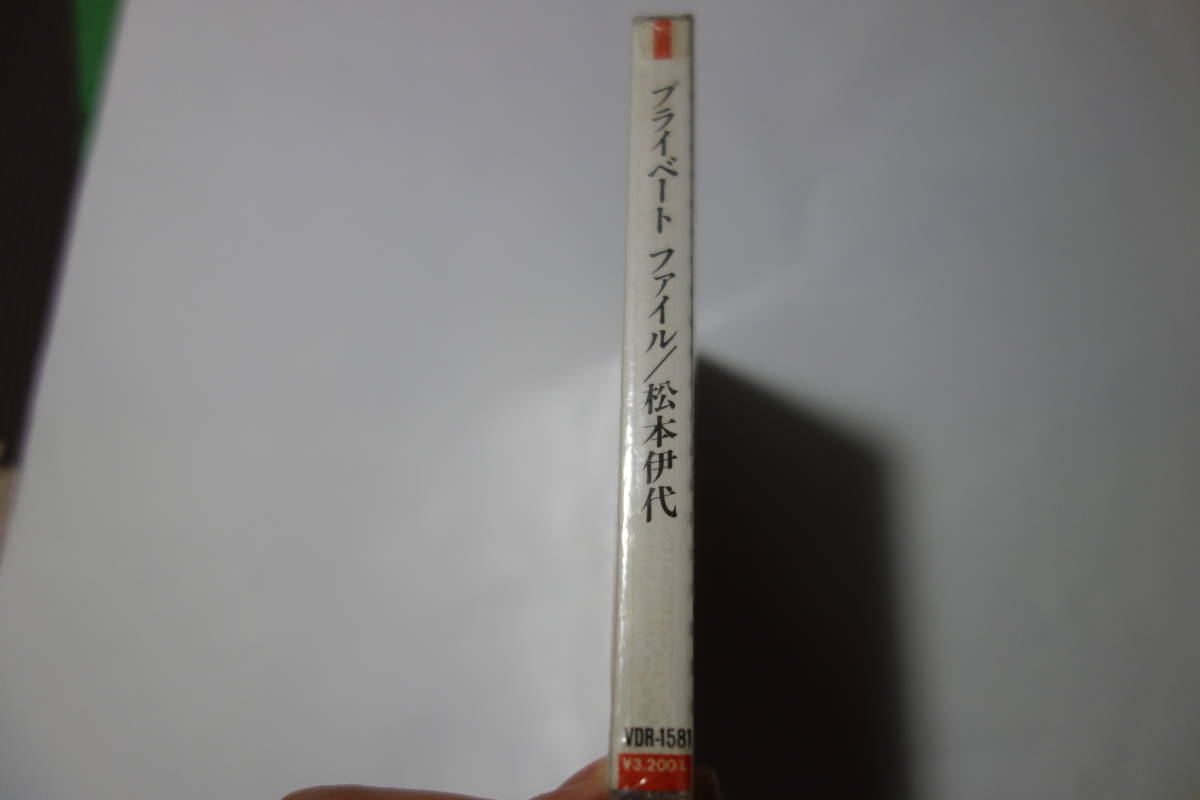 プライベート ファイル/松本伊代
VDR-1581
¥3,200 L